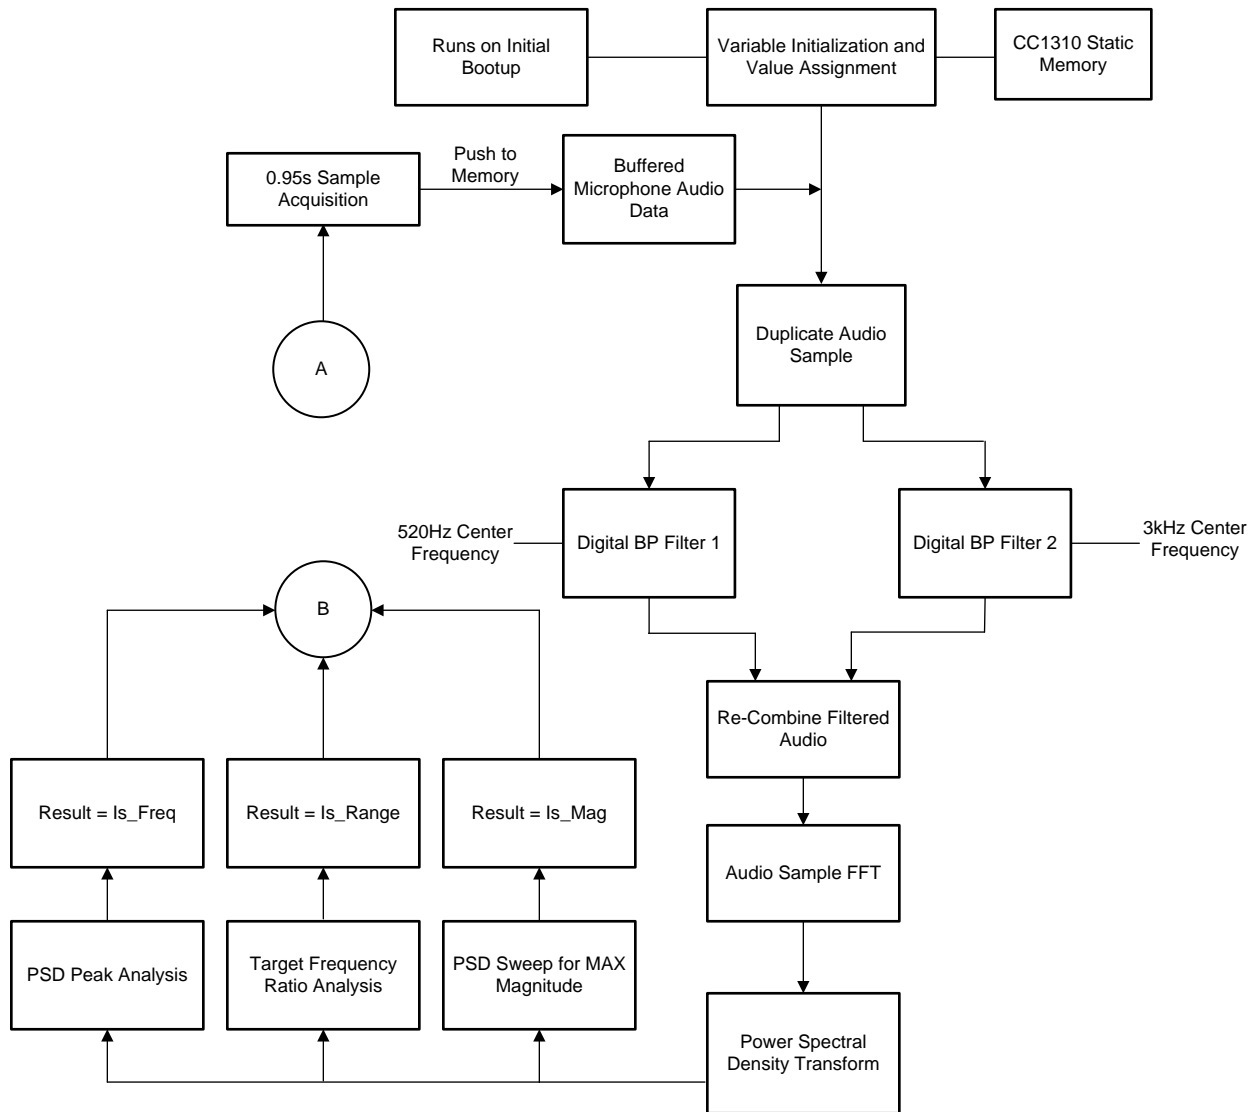 Runs on Initial
Bootup
Variable Initialization and
Value Assignment
CC1310 Static
Memory
0.95s Sample
Acquisition
Push to
Memory
Buffered
Microphone Audio
Data
A
Duplicate Audio
Sample
520Hz Center
Frequency
Digital BP Filter 1
Digital BP Filter 2
3kHz Center
Frequency
B
Re-Combine Filtered
Audio
Result = Is_Freq
Result = Is_Range
Result = Is_Mag
Audio Sample FFT
PSD Peak Analysis
Target Frequency
Ratio Analysis
PSD Sweep for MAX
Magnitude
Power Spectral
Density Transform